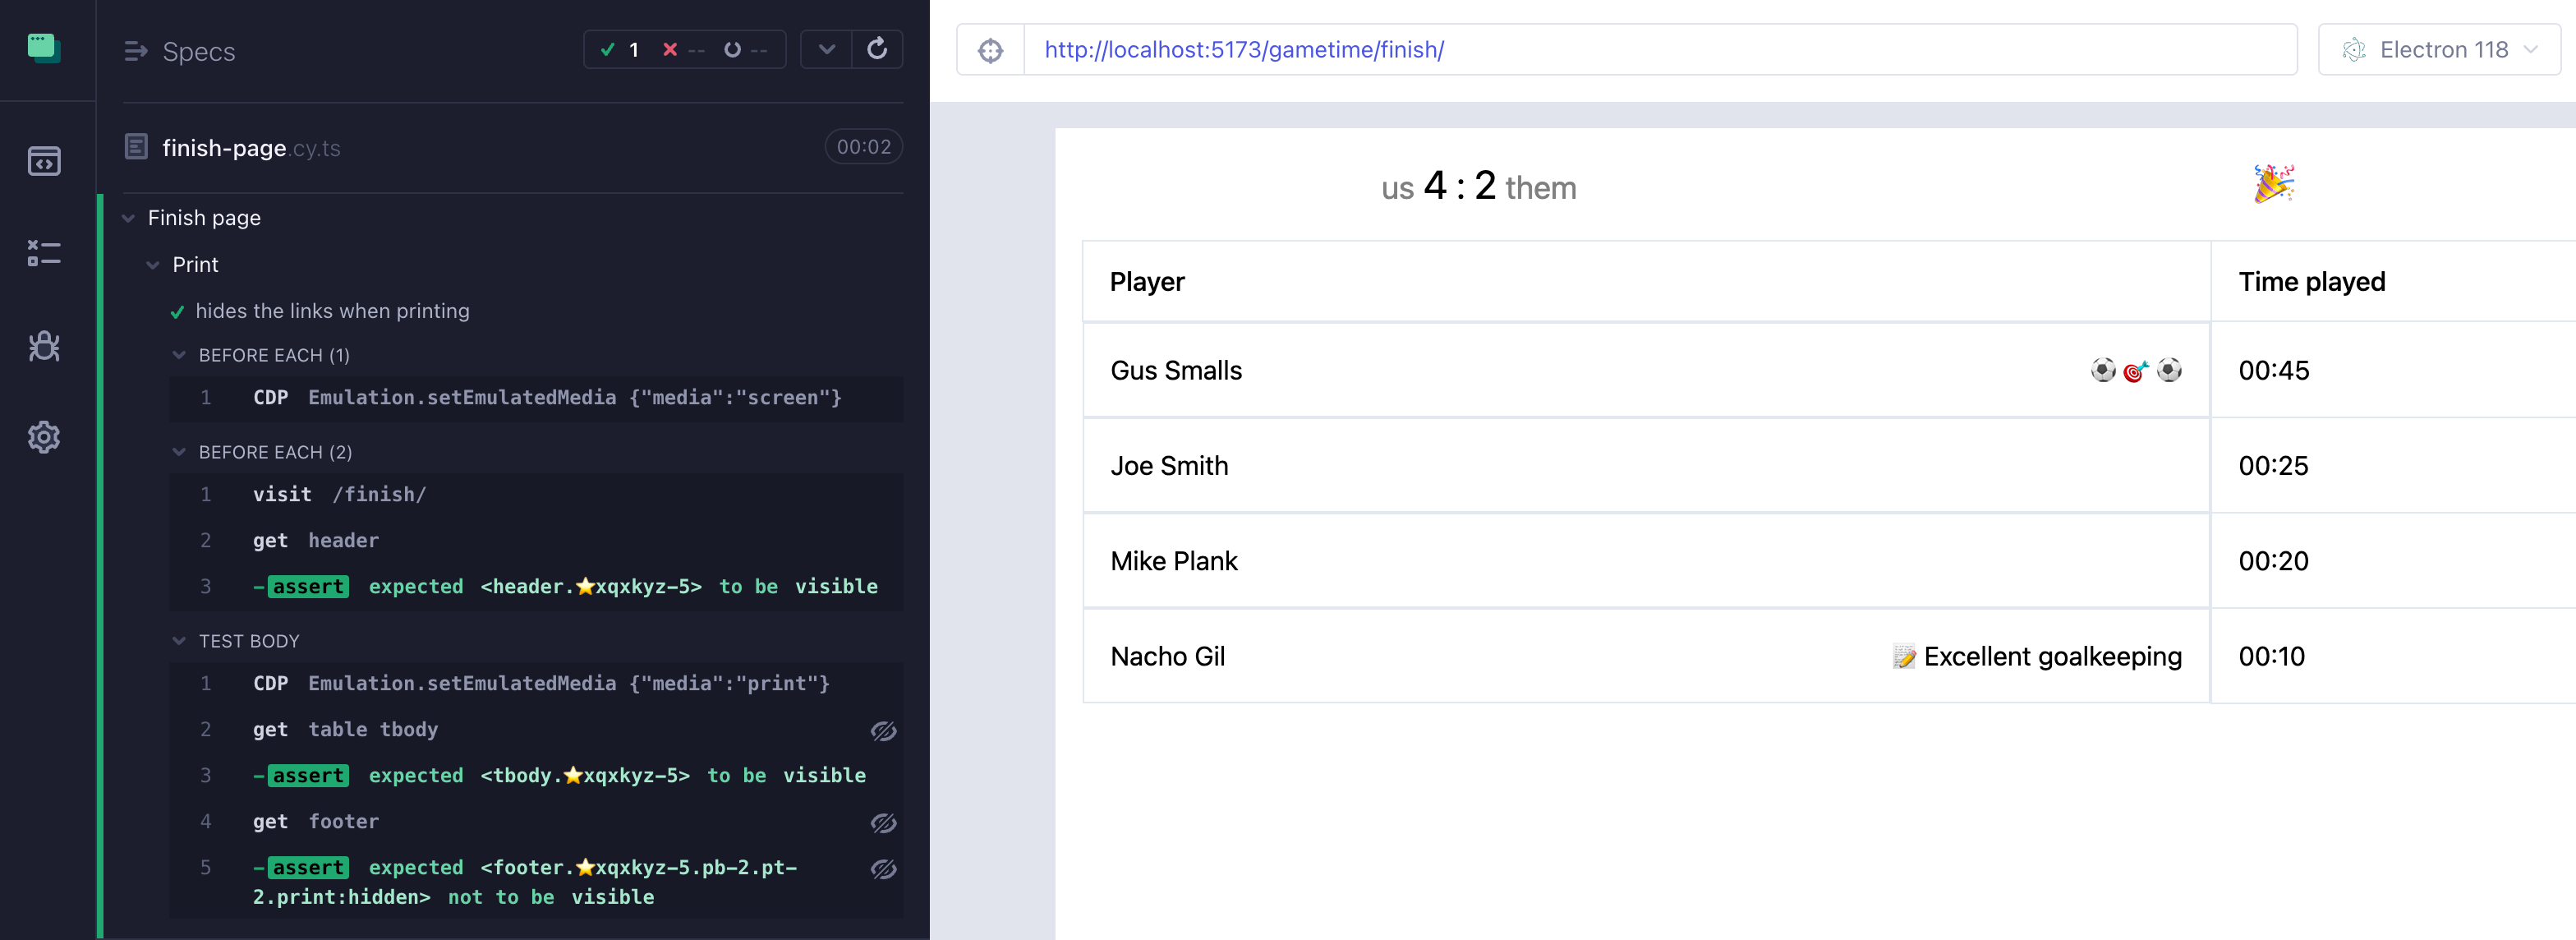 Specs
1 -- --
http://localhost:5173/gametime/finish/
Electron 118
finish-page.cy.ts
00:02
Finish page
Print
hides the links when printing
BEFORE EACH (1)
1 CDP Emulation.setEmulatedMedia {"media":"screen"}
BEFORE EACH (2)
1 visit /finish/
2 get header
3 -assert expected <header.⭐xqxkyz-5> to be visible
TEST BODY
1 CDP Emulation.setEmulatedMedia {"media":"print"}
2 get table tbody
3 -assert expected <tbody.⭐xqxkyz-5> to be visible
4 get footer
5 -assert expected <footer.⭐xqxkyz-5.pb-2.pt-
2.print:hidden> not to be visible
us 4 : 2 them 🎉
Player Time played
Gus Smalls ⚽🎯⚽ 00:45
Joe Smith 00:25
Mike Plank 00:20
Nacho Gil 📝 Excellent goalkeeping 00:10